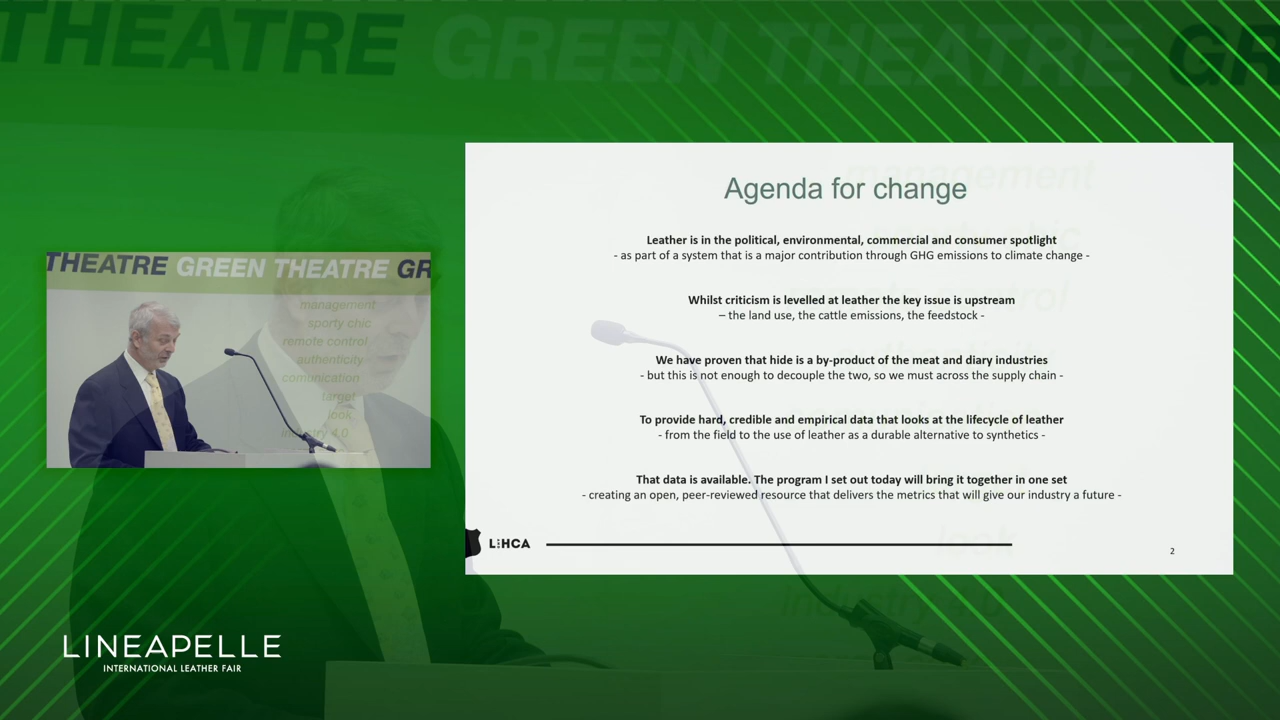 THEATRE GREEN THEATRE GR
THEATRE GREEN THEATRE GR
management
sporty chic
remote control
authenticity
comunication
target
look
industry 4.0
Agenda for change
Leather is in the political, environmental, commercial and consumer spotlight
- as part of a system that is a major contribution through GHG emissions to climate change -
Whilst criticism is levelled at leather the key issue is upstream
– the land use, the cattle emissions, the feedstock -
We have proven that hide is a by-product of the meat and diary industries
- but this is not enough to decouple the two, so we must across the supply chain -
To provide hard, credible and empirical data that looks at the lifecycle of leather
- from the field to the use of leather as a durable alternative to synthetics -
That data is available. The program I set out today will bring it together in one set
- creating an open, peer-reviewed resource that delivers the metrics that will give our industry a future -
LHCA
2
management
look
industry 4.0
LINEAPELLE
INTERNATIONAL LEATHER FAIR